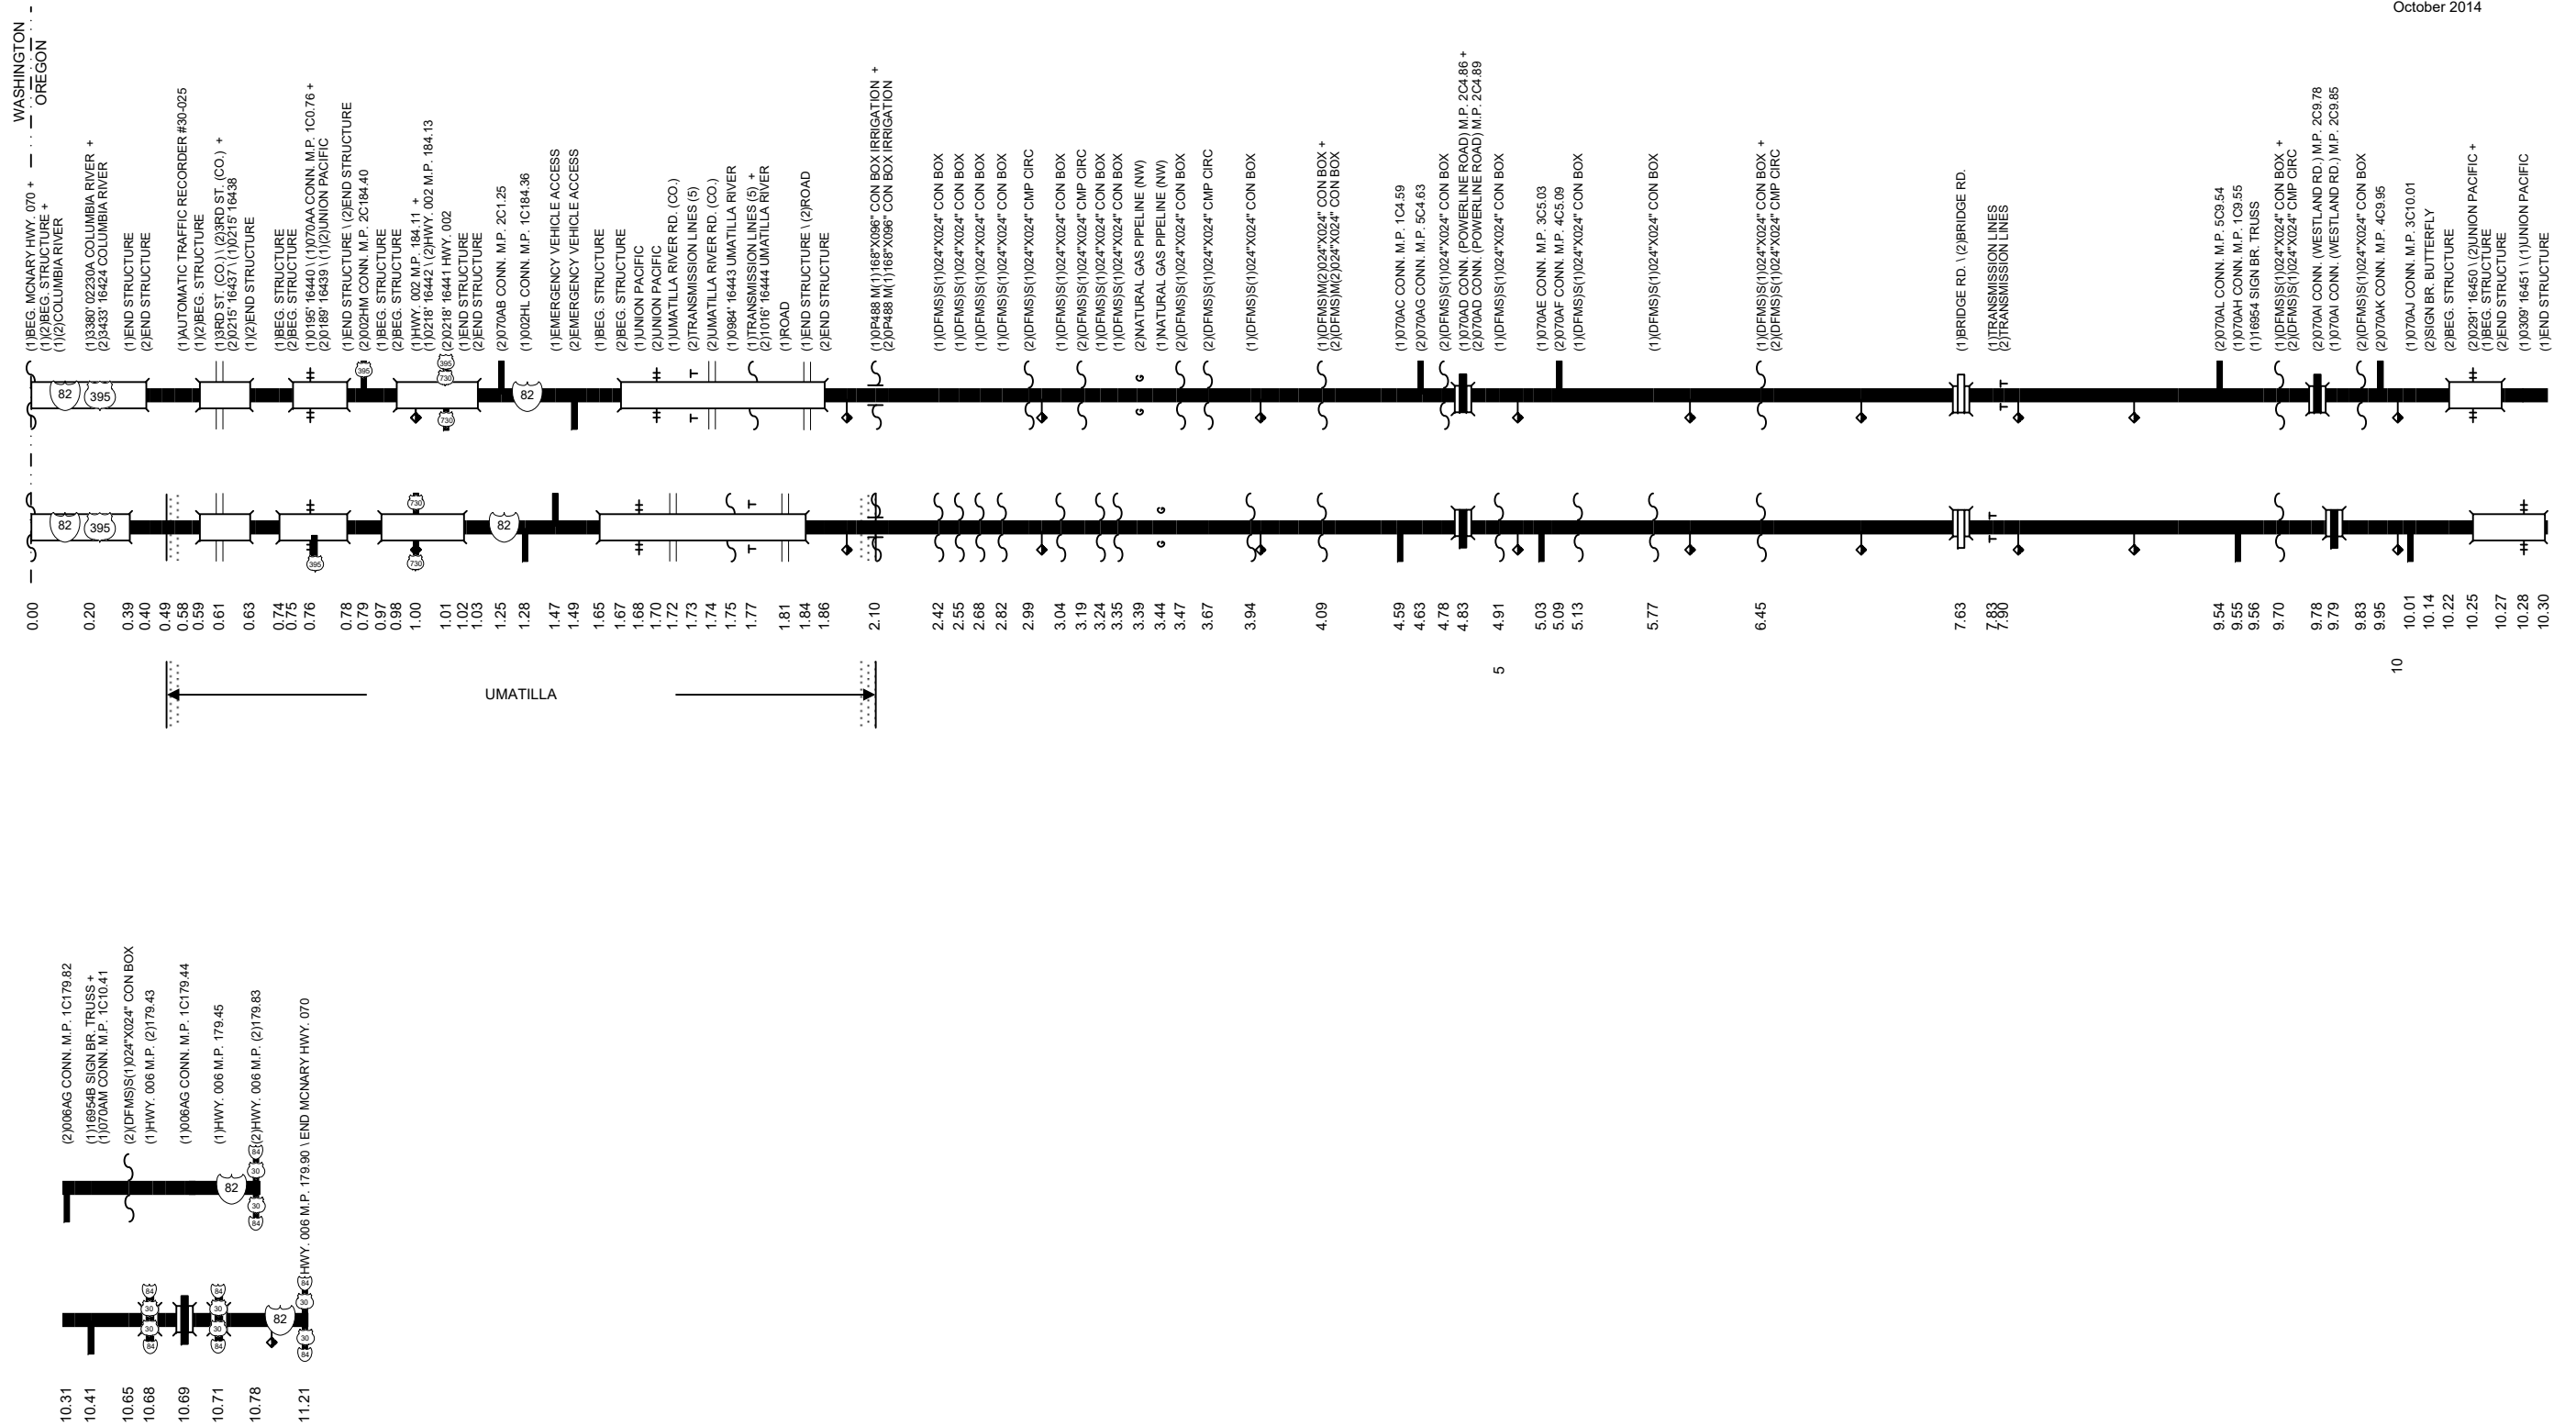 October 2014
WASHINGTON
OREGON
(1)BEG. MCNARY HWY. 070 +
(1)(2)BEG. STRUCTURE +
(1)(2)COLUMBIA RIVER
(1)3380' 02230A COLUMBIA RIVER +
(2)3433' 16424 COLUMBIA RIVER
(1)END STRUCTURE
(2)END STRUCTURE
(1)AUTOMATIC TRAFFIC RECORDER #30-025
(1)(2)BEG. STRUCTURE
(1)3RD ST. (CO.) \ (2)3RD ST. (CO.) +
(2)0215' 16437 \ (1)0215' 16438
(1)(2)END STRUCTURE
(1)BEG. STRUCTURE
(2)BEG. STRUCTURE
(1)0195' 16440 \ (1)070AA CONN. M.P. 1C0.76 +
(2)0189' 16439 \ (1)(2)UNION PACIFIC
(1)END STRUCTURE \ (2)END STRUCTURE
(2)002HM CONN. M.P. 2C184.40
(1)BEG. STRUCTURE
(2)BEG. STRUCTURE
(1)HWY. 002 M.P. 184.11 +
(1)0218' 16442 \ (2)HWY. 002 M.P. 184.13
(2)0218' 16441 HWY. 002
(1)END STRUCTURE
(2)END STRUCTURE
(2)070AB CONN. M.P. 2C1.25
(1)002HL CONN. M.P. 1C184.36
(1)EMERGENCY VEHICLE ACCESS
(2)EMERGENCY VEHICLE ACCESS
(1)BEG. STRUCTURE
(2)BEG. STRUCTURE
(1)UNION PACIFIC
(2)UNION PACIFIC
(1)UMATILLA RIVER RD. (CO.)
(2)TRANSMISSION LINES (5)
(2)UMATILLA RIVER RD. (CO.)
(1)0984' 16443 UMATILLA RIVER
(1)TRANSMISSION LINES (5) +
(2)1016' 16444 UMATILLA RIVER
(1)ROAD
(1)END STRUCTURE \ (2)ROAD
(2)END STRUCTURE
(1)0P488 M(1)168"X096" CON BOX IRRIGATION +
(2)0P488 M(1)168"X096" CON BOX IRRIGATION
(1)(DFMS)S(1)024"X024" CON BOX
(1)(DFMS)S(1)024"X024" CON BOX
(1)(DFMS)S(1)024"X024" CON BOX
(1)(DFMS)S(1)024"X024" CON BOX
(2)(DFMS)S(1)024"X024" CMP CIRC
(1)(DFMS)S(1)024"X024" CON BOX
(2)(DFMS)S(1)024"X024" CMP CIRC
(1)(DFMS)S(1)024"X024" CON BOX
(1)(DFMS)S(1)024"X024" CON BOX
(2)NATURAL GAS PIPELINE (NW)
(1)NATURAL GAS PIPELINE (NW)
(2)(DFMS)S(1)024"X024" CON BOX
(2)(DFMS)S(1)024"X024" CMP CIRC
(1)(DFMS)S(1)024"X024" CON BOX
(1)(DFMS)M(2)024"X024" CON BOX +
(2)(DFMS)M(2)024"X024" CON BOX
(1)070AC CONN. M.P. 1C4.59
(2)070AG CONN. M.P. 5C4.63
(2)(DFMS)S(1)024"X024" CON BOX
(1)070AD CONN. (POWERLINE ROAD) M.P. 2C4.86 +
(2)070AD CONN. (POWERLINE ROAD) M.P. 2C4.89
(1)(DFMS)S(1)024"X024" CON BOX
(1)070AE CONN. M.P. 3C5.03
(2)070AF CONN. M.P. 4C5.09
(1)(DFMS)S(1)024"X024" CON BOX
(1)(DFMS)S(1)024"X024" CON BOX
(1)(DFMS)S(1)024"X024" CON BOX +
(2)(DFMS)S(1)024"X024" CMP CIRC
(1)BRIDGE RD. \ (2)BRIDGE RD.
(1)TRANSMISSION LINES
(2)TRANSMISSION LINES
(2)070AL CONN. M.P. 5C9.54
(1)070AH CONN. M.P. 1C9.55
(1)16954 SIGN BR. TRUSS
(1)(DFMS)S(1)024"X024" CON BOX +
(2)(DFMS)S(1)024"X024" CMP CIRC
(2)070AI CONN. (WESTLAND RD.) M.P. 2C9.78
(1)070AI CONN. (WESTLAND RD.) M.P. 2C9.85
(2)(DFMS)S(1)024"X024" CON BOX
(2)070AK CONN. M.P. 4C9.95
(1)070AJ CONN. M.P. 3C10.01
(2)SIGN BR. BUTTERFLY
(2)BEG. STRUCTURE
(2)0291' 16450 \ (2)UNION PACIFIC +
(1)BEG. STRUCTURE
(2)END STRUCTURE
(1)0309' 16451 \ (1)UNION PACIFIC
(1)END STRUCTURE
82 395 395 395 730 730 82 T T T T G G T T
82 395 395 730 730 82 T T G G T T
0.00 0.20 0.39 0.40 0.49 0.58 0.59 0.61 0.63 0.74 0.75 0.76 0.78 0.79 0.97 0.98 1.00 1.01 1.02 1.03 1.25 1.28 1.47 1.49 1.65 1.67 1.68 1.70 1.72 1.73 1.74 1.75 1.77 1.81 1.84 1.86 2.10 2.42 2.55 2.68 2.82 2.99 3.04 3.19 3.24 3.35 3.39 3.44 3.47 3.67 3.94 4.09 4.59 4.63 4.78 4.83 4.91 5.03 5.09 5.13 5.77 6.45 7.63 7.83 7.90 9.54 9.55 9.56 9.70 9.78 9.79 9.83 9.95 10.01 10.14 10.22 10.25 10.27 10.28 10.30
5 10
UMATILLA
(2)006AG CONN. M.P. 1C179.82
(1)16954B SIGN BR. TRUSS +
(1)070AM CONN. M.P. 1C10.41
(2)(DFMS)S(1)024"X024" CON BOX
(1)HWY. 006 M.P. (2)179.43
(1)006AG CONN. M.P. 1C179.44
(1)HWY. 006 M.P. 179.45
(2)HWY. 006 M.P. (2)179.83
HWY. 006 M.P. 179.90 \ END MCNARY HWY. 070
82 84 30 30 84
84 30 30 84 84 30 30 84 82 84 30 30 84
10.31 10.41 10.65 10.68 10.69 10.71 10.78 11.21